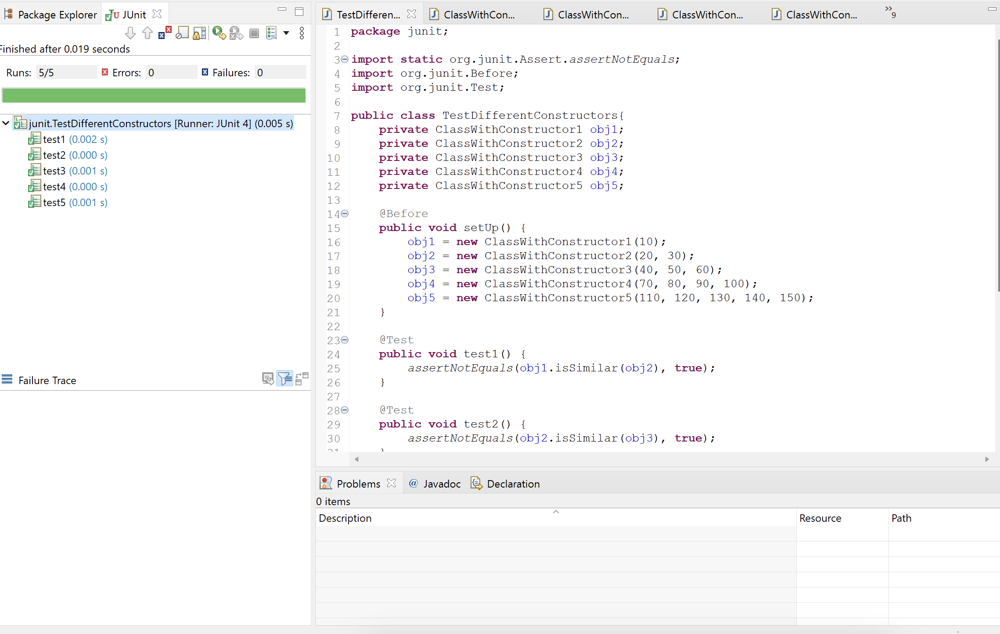 Package Explorer
JUnit
Finished after 0.019 seconds
Runs: 5/5 Errors: 0 Failures: 0
junit.TestDifferentConstructors [Runner: JUnit 4] (0.005 s)
test1 (0.002 s)
test2 (0.000 s)
test3 (0.001 s)
test4 (0.000 s)
test5 (0.001 s)
Failure Trace
TestDifferen... ClassWithCon... ClassWithCon... ClassWithCon... ClassWithCon... »9
1 package junit;
2
3 import static org.junit.Assert.assertNotEquals;
4 import org.junit.Before;
5 import org.junit.Test;
6
7 public class TestDifferentConstructors{
8 private ClassWithConstructor1 obj1;
9 private ClassWithConstructor2 obj2;
10 private ClassWithConstructor3 obj3;
11 private ClassWithConstructor4 obj4;
12 private ClassWithConstructor5 obj5;
13
14 @Before
15 public void setUp() {
16 obj1 = new ClassWithConstructor1(10);
17 obj2 = new ClassWithConstructor2(20, 30);
18 obj3 = new ClassWithConstructor3(40, 50, 60);
19 obj4 = new ClassWithConstructor4(70, 80, 90, 100);
20 obj5 = new ClassWithConstructor5(110, 120, 130, 140, 150);
21 }
22
23 @Test
24 public void test1() {
25 assertNotEquals(obj1.isSimilar(obj2), true);
26 }
27
28 @Test
29 public void test2() {
30 assertNotEquals(obj2.isSimilar(obj3), true);
31 }
Problems @ Javadoc Declaration
0 items
Description Resource Path